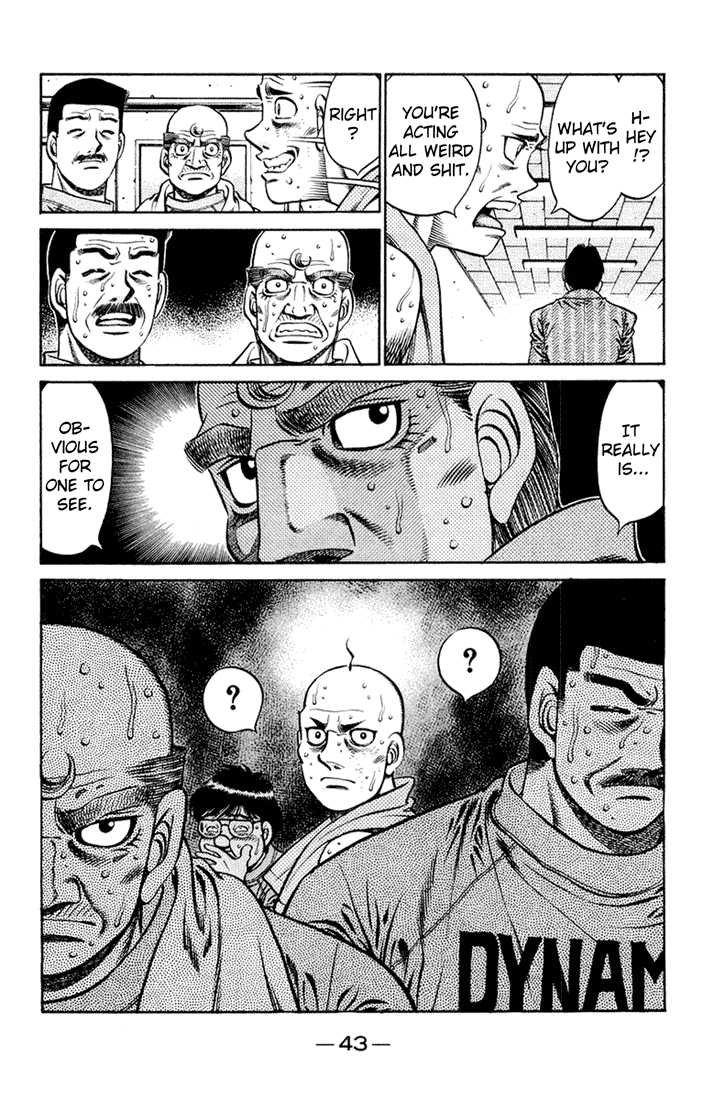 H-
HEY
!?
WHAT'S
UP WITH
YOU?
YOU'RE
ACTING
ALL WEIRD
AND SHIT.
RIGHT
?
IT
REALLY
IS...
OB-
VIOUS
FOR
ONE TO
SEE.
?
?
DYNAM
—43—